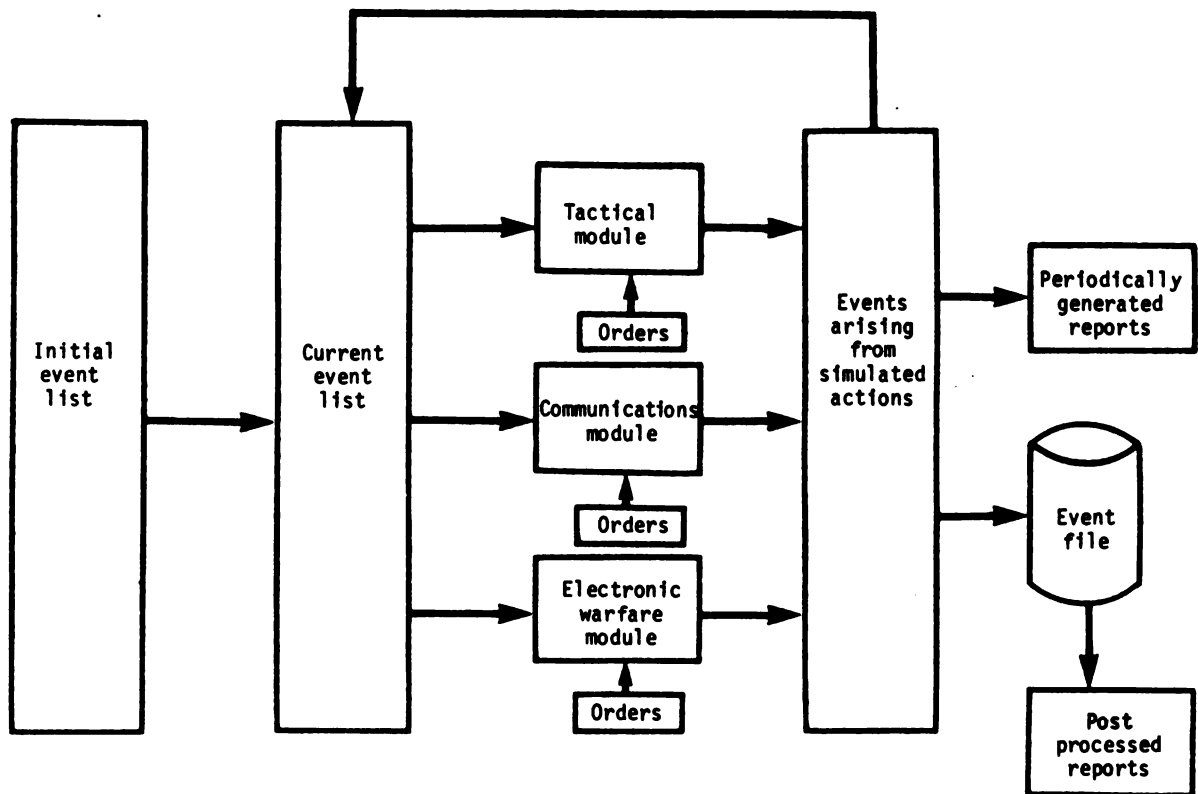 Initial
event
list
Current
event
list
Tactical
module
Orders
Communications
module
Orders
Electronic
warfare
module
Orders
Events
arising
from
simulated
actions
Periodically
generated
reports
Event
file
Post
processed
reports